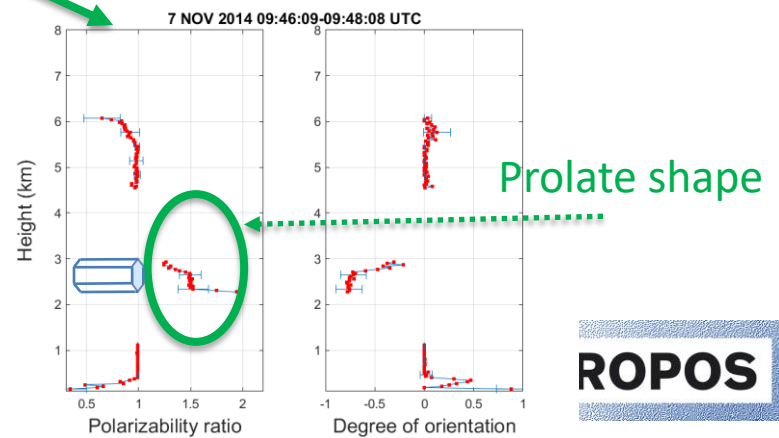 7 NOV 2014 09:46:09-09:48:08 UTC
8
7
6
5
4
3
2
1
0.5 1 1.5 2
Height (km)
Polarizability ratio
8
7
6
5
4
3
2
1
-1 -0.5 0 0.5 1
Degree of orientation
Prolate shape
ROPOS